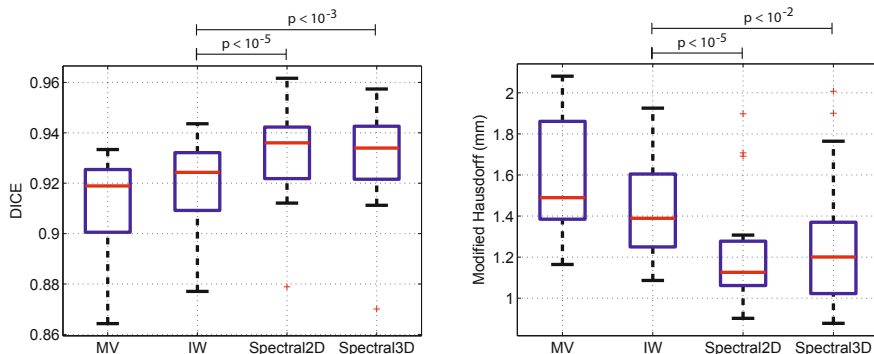 p < 10⁻³
p < 10⁻⁵
0.96
0.94
0.92
0.9
0.88
0.86
DICE
MV IW Spectral2D Spectral3D
p < 10⁻²
p < 10⁻⁵
2
1.8
1.6
1.4
1.2
1
Modified Hausdorff (mm)
MV IW Spectral2D Spectral3D